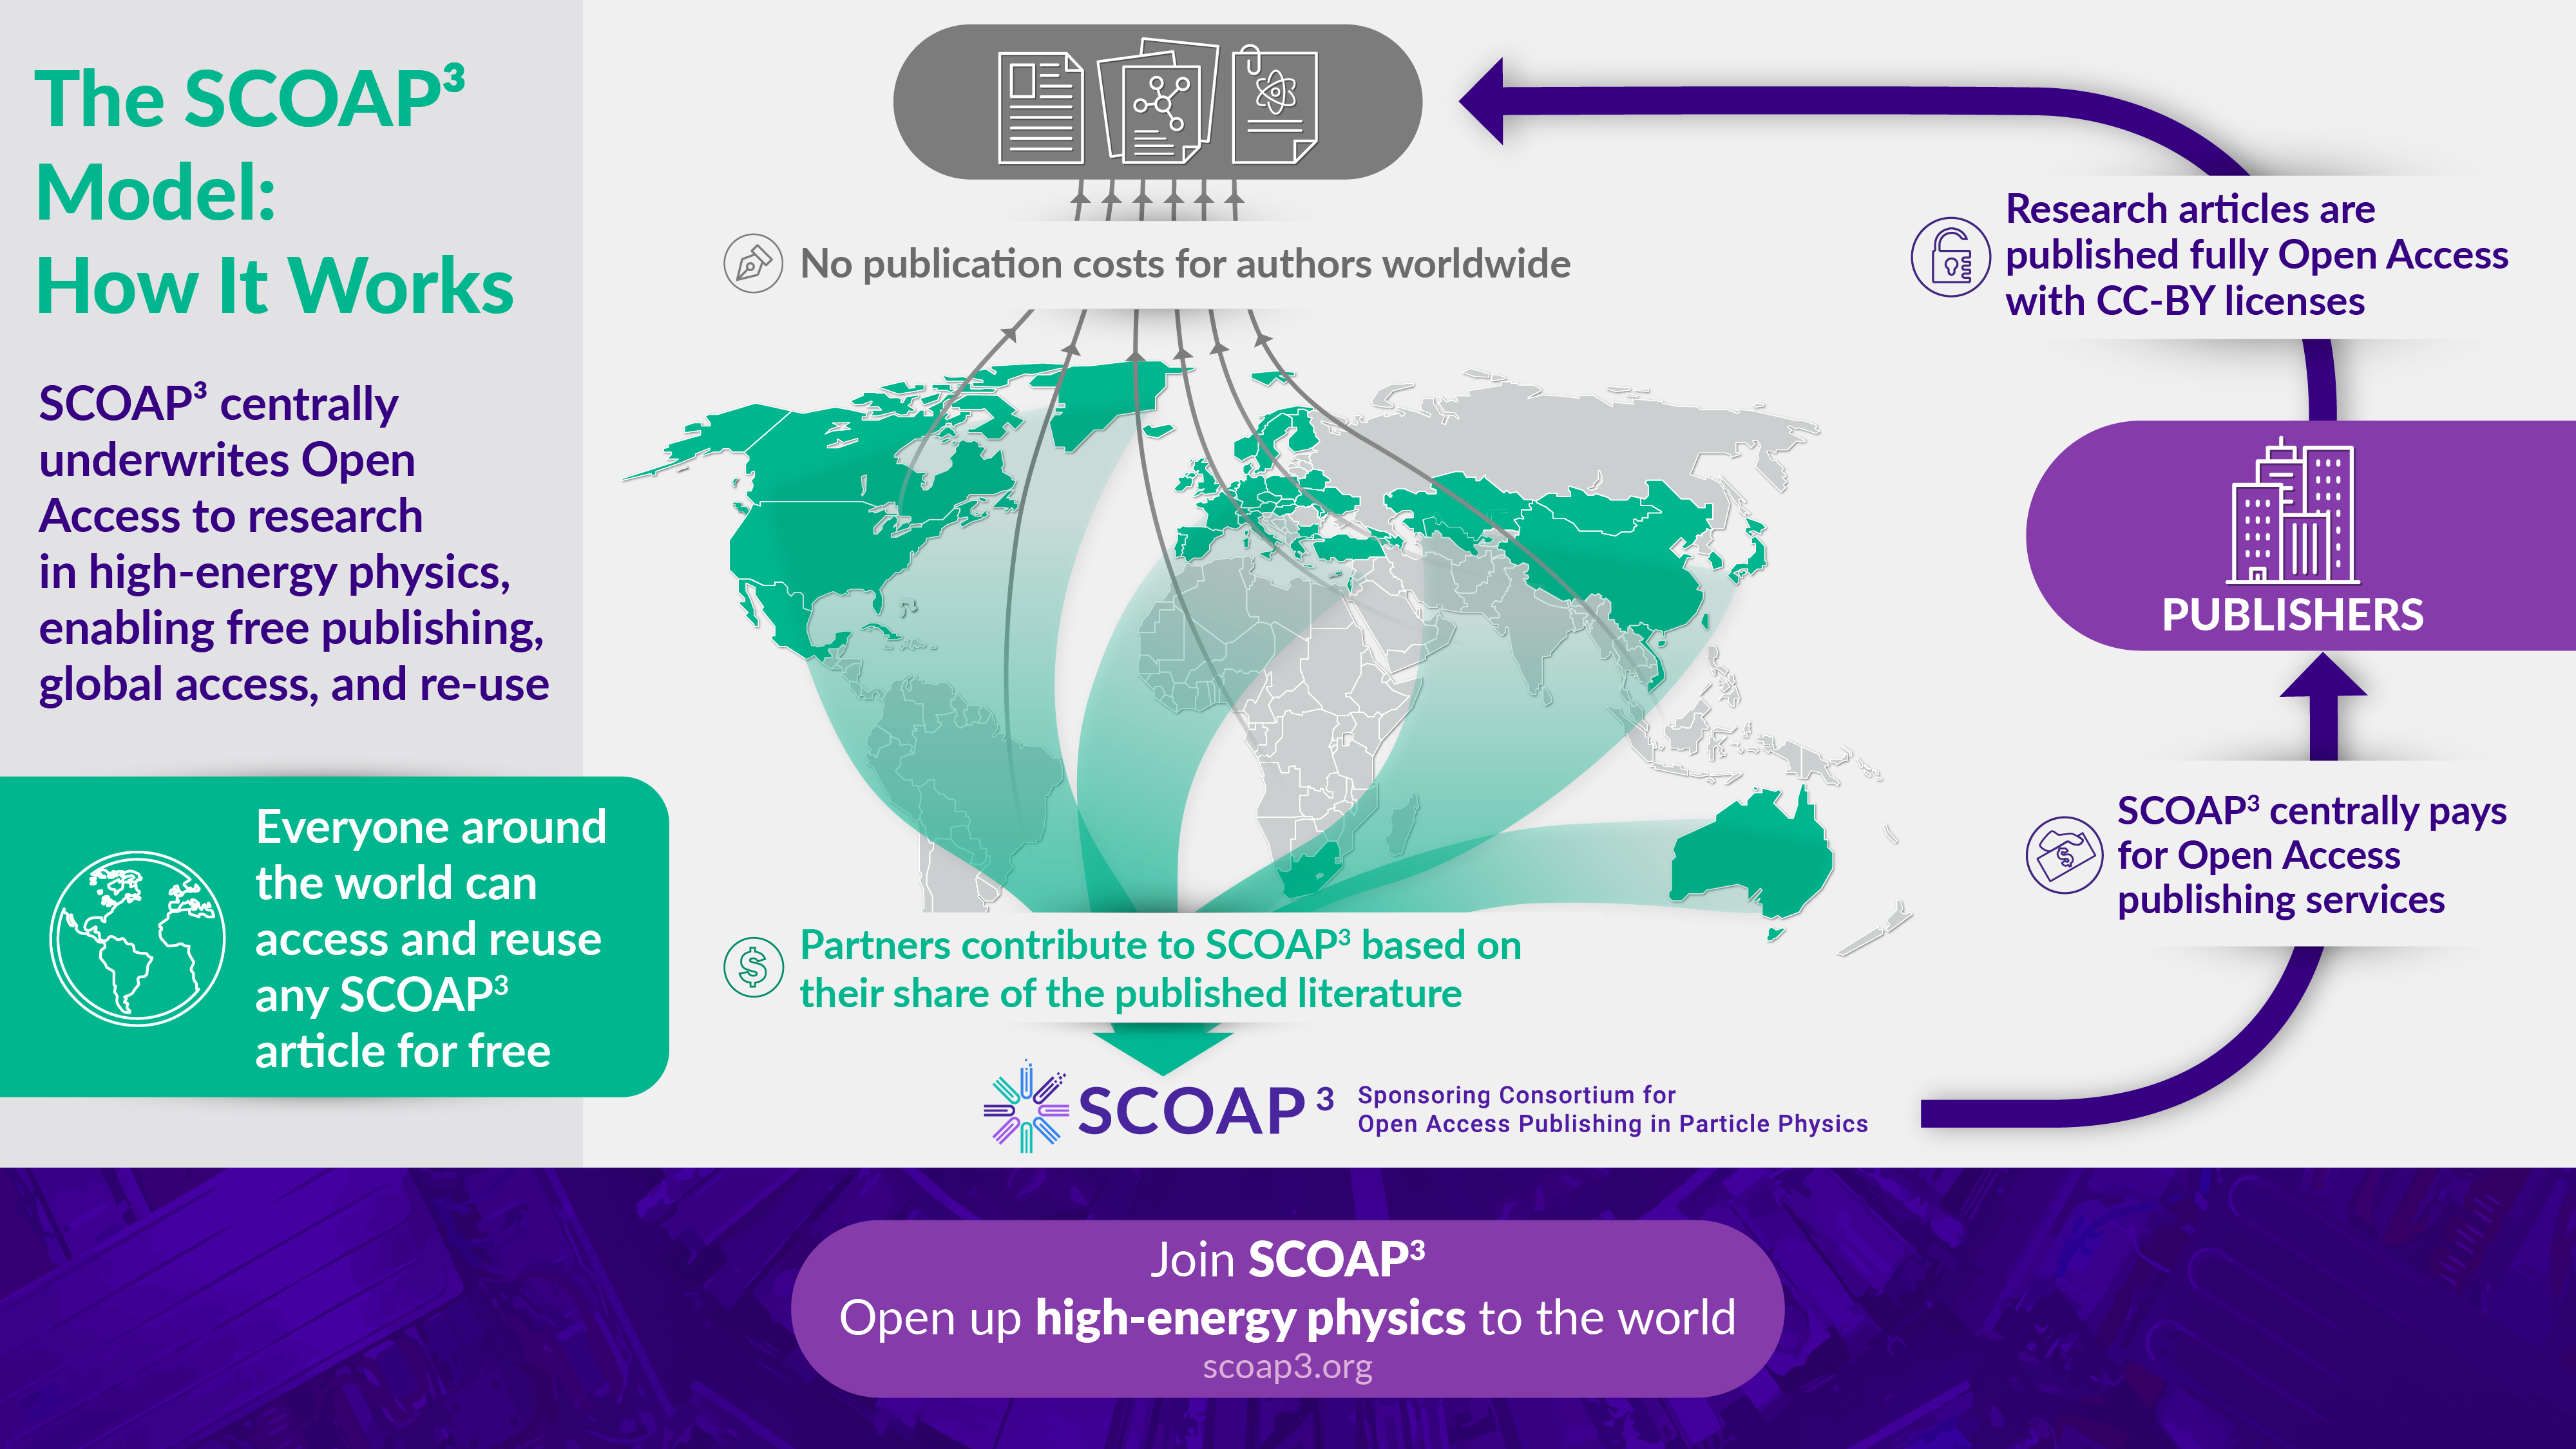 The SCOAP³
Model:
How It Works
SCOAP³ centrally
underwrites Open
Access to research
in high-energy physics,
enabling free publishing,
global access, and re-use
Everyone around
the world can
access and reuse
any SCOAP³
article for free
No publication costs for authors worldwide
Partners contribute to SCOAP³ based on
their share of the published literature
SCOAP ³
Sponsoring Consortium for
Open Access Publishing in Particle Physics
Research articles are
published fully Open Access
with CC-BY licenses
PUBLISHERS
SCOAP³ centrally pays
for Open Access
publishing services
Join SCOAP³
Open up high-energy physics to the world
scoap3.org